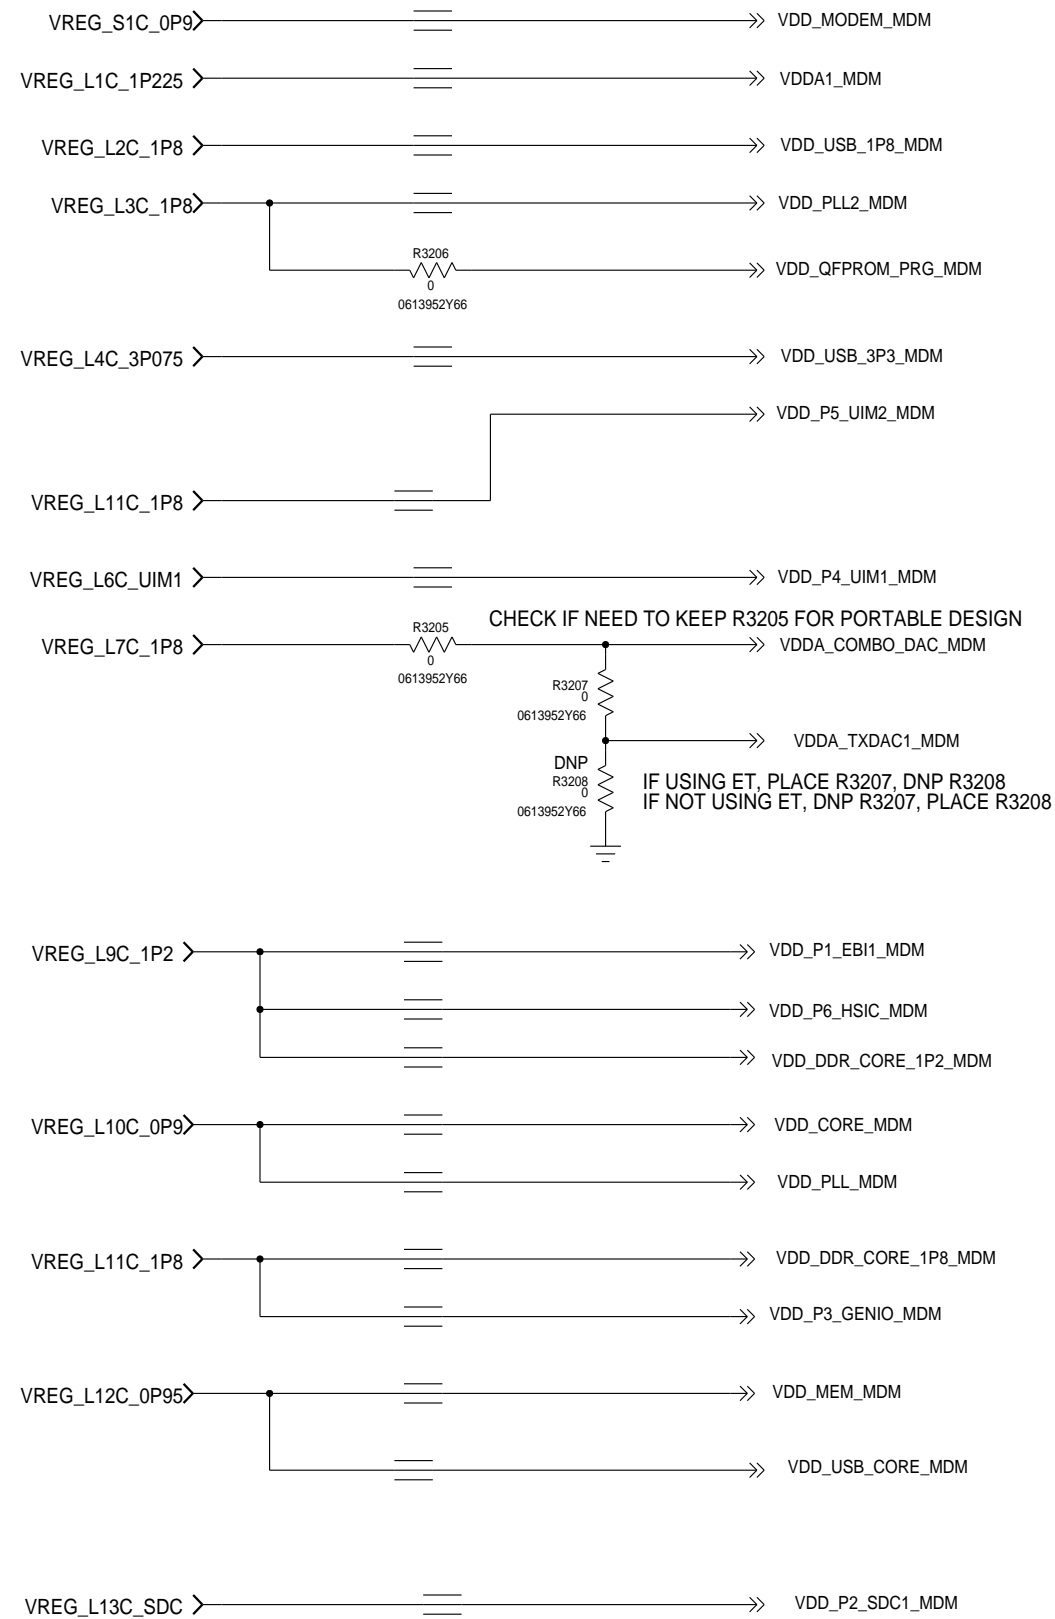 VREG_S1C_0P9 VDD_MODEM_MDM
VREG_L1C_1P225 VDDA1_MDM
VREG_L2C_1P8 VDD_USB_1P8_MDM
VREG_L3C_1P8 VDD_PLL2_MDM
R3206
VDD_QFPROM_PRG_MDM
0
0613952Y66
VREG_L4C_3P075 VDD_USB_3P3_MDM
VDD_P5_UIM2_MDM
VREG_L11C_1P8
VREG_L6C_UIM1 VDD_P4_UIM1_MDM
CHECK IF NEED TO KEEP R3205 FOR PORTABLE DESIGN
R3205
VREG_L7C_1P8 VDDA_COMBO_DAC_MDM
0
0613952Y66
R3207
0
0613952Y66
VDDA_TXDAC1_MDM
DNP
R3208
0
0613952Y66
IF USING ET, PLACE R3207, DNP R3208
IF NOT USING ET, DNP R3207, PLACE R3208
VREG_L9C_1P2 VDD_P1_EBI1_MDM
VDD_P6_HSIC_MDM
VDD_DDR_CORE_1P2_MDM
VREG_L10C_0P9 VDD_CORE_MDM
VDD_PLL_MDM
VREG_L11C_1P8 VDD_DDR_CORE_1P8_MDM
VDD_P3_GENIO_MDM
VREG_L12C_0P95 VDD_MEM_MDM
VDD_USB_CORE_MDM
VREG_L13C_SDC VDD_P2_SDC1_MDM